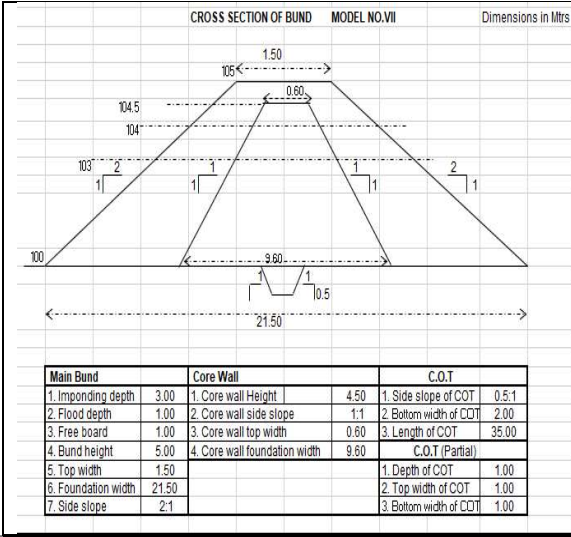 CROSS SECTION OF BUND MODEL NO.VII Dimensions in Mtrs
1.50
105
0.60
104.5
104
103
2
1
1
1
1
1
2
1
100
9.60
1
1
0.5
21.50
Main Bund Core Wall C.O.T
1. Imponding depth 3.00 1. Core wall Height 4.50 1. Side slope of COT 0.5:1
2. Flood depth 1.00 2. Core wall side slope 1:1 2. Bottom width of COT 2.00
3. Free board 1.00 3. Core wall top width 0.60 3. Length of COT 35.00
4. Bund height 5.00 4. Core wall foundation width 9.60 C.O.T (Partial)
5. Top width 1.50 1. Depth of COT 1.00
6. Foundation width 21.50 2. Top width of COT 1.00
7. Side slope 2:1 3. Bottom width of COT 1.00